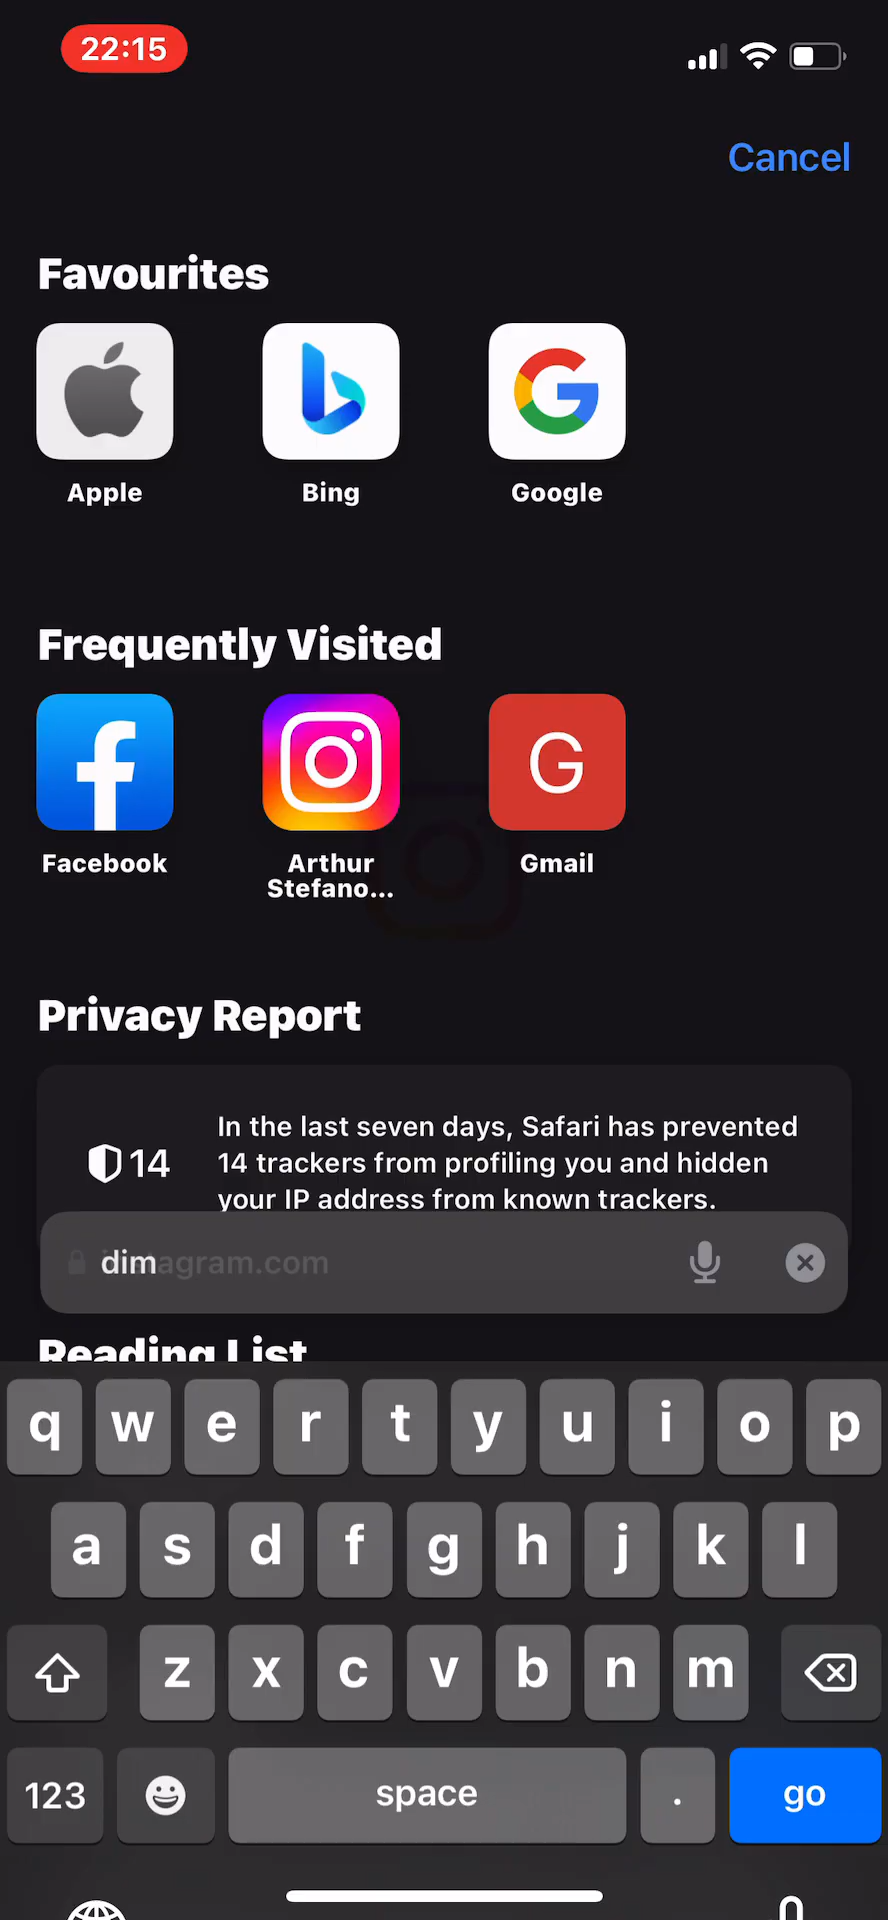 22:15
Cancel
Favourites
Apple
Bing
Google
Frequently Visited
G
Facebook
Arthur
Stefano...
Gmail
Privacy Report
14
In the last seven days, Safari has prevented
14 trackers from profiling you and hidden
your IP address from known trackers.
dim
agram.com
Reading List
q w e r t y u i o p
a s d f g h j k l
z x c v b n m
123
space
.
go